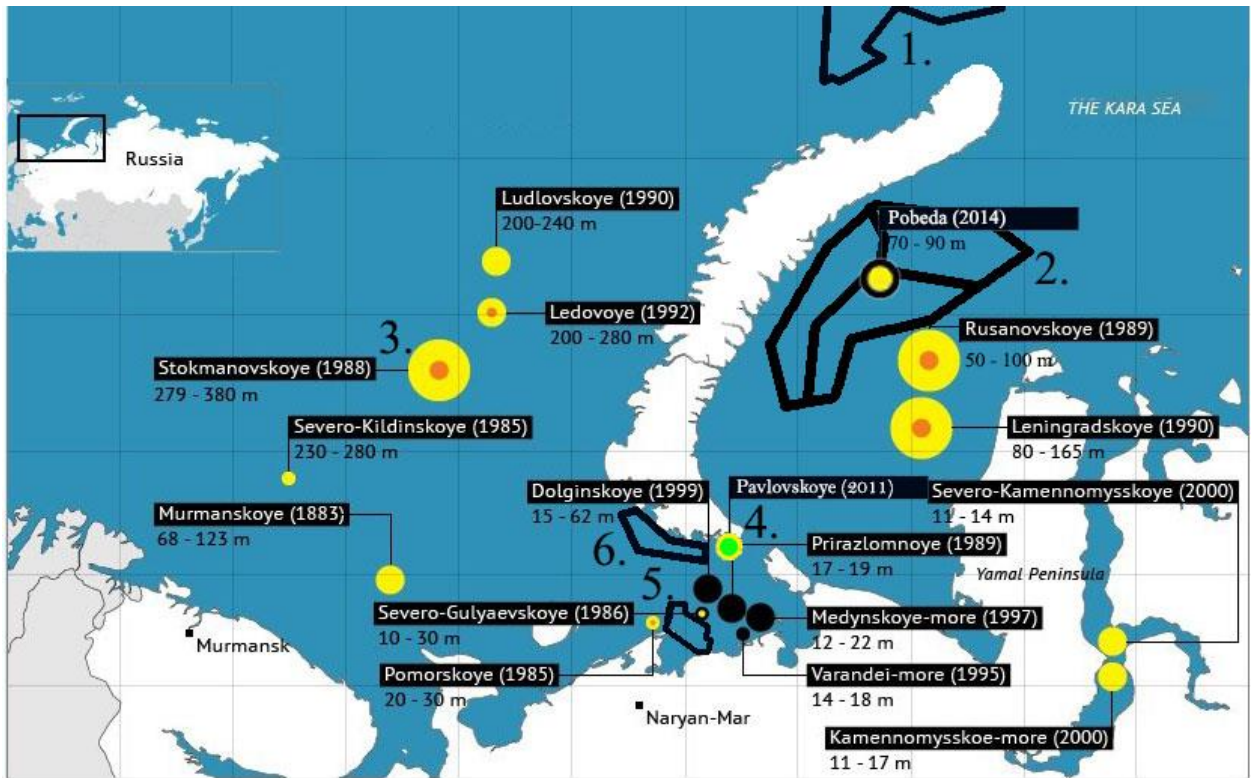 1.
THE KARA SEA
Russia
Ludlovskoye (1990)
200-240 m
Pobeda (2014)
70 - 90 m
2.
Ledovoye (1992)
200 - 280 m
3.
Rusanovskoye (1989)
50 - 100 m
Stokmanovskoye (1988)
279 - 380 m
Severo-Kildinskoye (1985)
230 - 280 m
Leningradskoye (1990)
80 - 165 m
Dolginskoye (1999)
15 - 62 m
Pavlovskoye (2011)
Severo-Kamennomysskoye (2000)
11 - 14 m
Murmanskoye (1883)
68 - 123 m
4.
6.
Prirazlomnoye (1989)
17 - 19 m
Yamal Peninsula
5.
Severo-Gulyaevskoye (1986)
10 - 30 m
Medynskoye-more (1997)
12 - 22 m
Murmansk
Pomorskoye (1985)
20 - 30 m
Varandei-more (1995)
14 - 18 m
Naryan-Mar
Kamennomysskoe-more (2000)
11 - 17 m